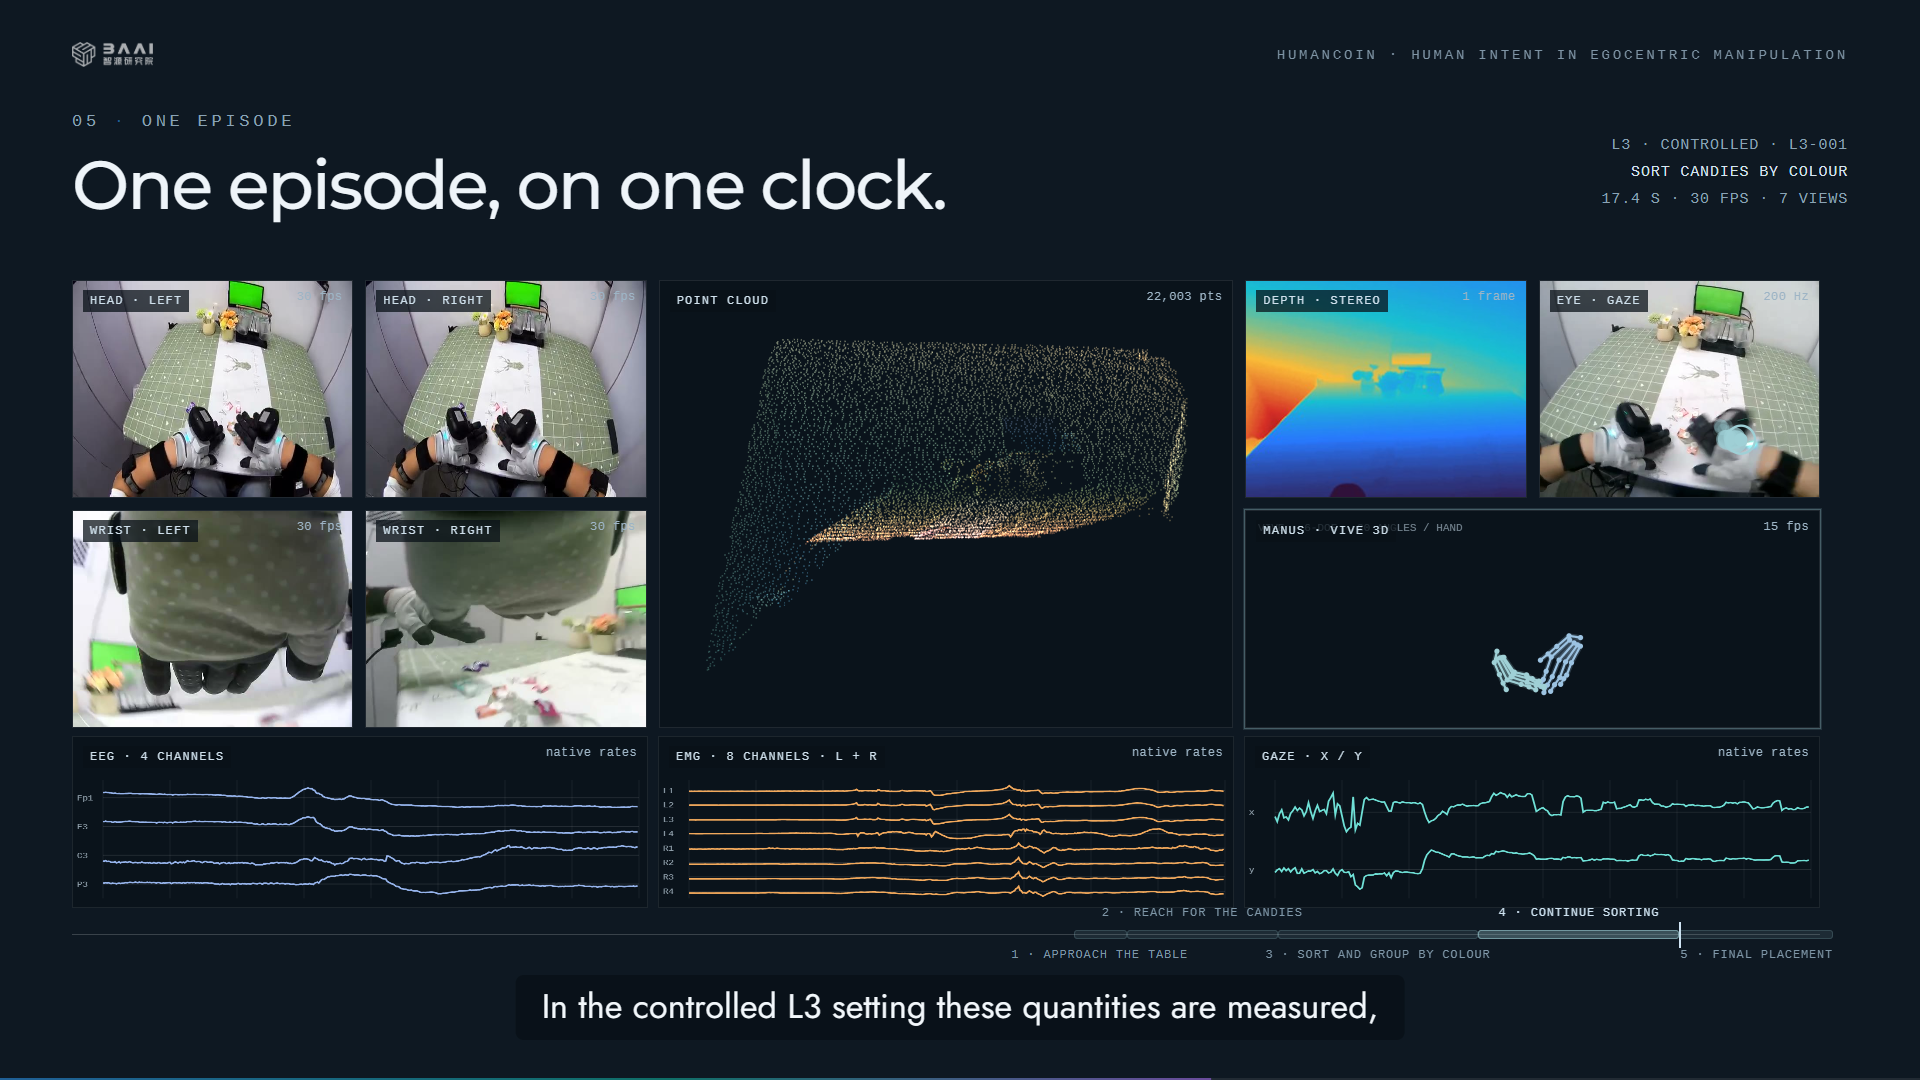 BAAI
智源研究院
HUMANCOIN · HUMAN INTENT IN EGOCENTRIC MANIPULATION
05 · ONE EPISODE
One episode, on one clock.
L3 · CONTROLLED · L3-001
SORT CANDIES BY COLOUR
17.4 S · 30 FPS · 7 VIEWS
HEAD · LEFT
30 fps
HEAD · RIGHT
30 fps
POINT CLOUD
22,003 pts
DEPTH · STEREO
1 frame
EYE · GAZE
200 Hz
WRIST · LEFT
30 fps
WRIST · RIGHT
30 fps
MANUS · VIVE 3D
LES / HAND
15 fps
EEG · 4 CHANNELS
native rates
Fp1
F3
C3
P3
EMG · 8 CHANNELS · L + R
native rates
L1
L2
L3
L4
R1
R2
R3
R4
GAZE · X / Y
native rates
x
y
2 · REACH FOR THE CANDIES
4 · CONTINUE SORTING
1 · APPROACH THE TABLE
3 · SORT AND GROUP BY COLOUR
5 · FINAL PLACEMENT
In the controlled L3 setting these quantities are measured,